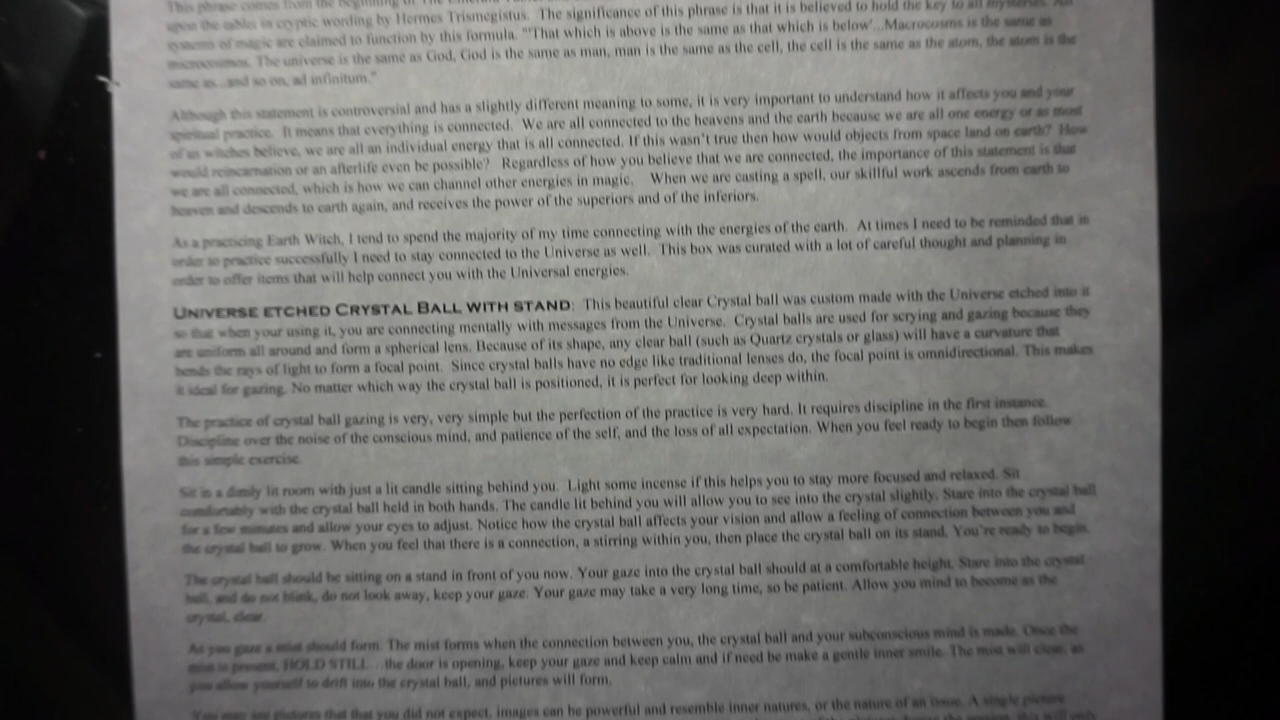 This phrase comes from the beginning of The Emerald
upon the tables in cryptic wording by Hermes Trismegistus. The significance of this phrase is that it is believed to hold the key to all mysteries. All
systems of magic are claimed to function by this formula. "'That which is above is the same as that which is below'...Macrocosms is the same as
microcosmos. The universe is the same as God, God is the same as man, man is the same as the cell, the cell is the same as the atom, the atom is the
same as...and so on, ad infinitum."
Although this statement is controversial and has a slightly different meaning to some, it is very important to understand how it affects you and your
spiritual practice. It means that everything is connected. We are all connected to the heavens and the earth because we are all one energy or as most
of us witches believe, we are all an individual energy that is all connected. If this wasn't true then how would objects from space land on earth? How
would reincarnation or an afterlife even be possible? Regardless of how you believe that we are connected, the importance of this statement is that
we are all connected, which is how we can channel other energies in magic. When we are casting a spell, our skillful work ascends from earth to
heaven and descends to earth again, and receives the power of the superiors and of the inferiors.
As a practicing Earth Witch, I tend to spend the majority of my time connecting with the energies of the earth. At times I need to be reminded that in
order to practice successfully I need to stay connected to the Universe as well. This box was curated with a lot of careful thought and planning in
order to offer items that will help connect you with the Universal energies.
UNIVERSE ETCHED CRYSTAL BALL WITH STAND: This beautiful clear Crystal ball was custom made with the Universe etched into it
so that when your using it, you are connecting mentally with messages from the Universe. Crystal balls are used for scrying and gazing because they
are uniform all around and form a spherical lens. Because of its shape, any clear ball (such as Quartz crystals or glass) will have a curvature that
bends the rays of light to form a focal point. Since crystal balls have no edge like traditional lenses do, the focal point is omnidirectional. This makes
it ideal for gazing. No matter which way the crystal ball is positioned, it is perfect for looking deep within.
The practice of crystal ball gazing is very, very simple but the perfection of the practice is very hard. It requires discipline in the first instance.
Discipline over the noise of the conscious mind, and patience of the self, and the loss of all expectation. When you feel ready to begin then follow
this simple exercise.
Sit in a dimly lit room with just a lit candle sitting behind you. Light some incense if this helps you to stay more focused and relaxed. Sit
comfortably with the crystal ball held in both hands. The candle lit behind you will allow you to see into the crystal slightly. Stare into the crystal ball
for a few minutes and allow your eyes to adjust. Notice how the crystal ball affects your vision and allow a feeling of connection between you and
the crystal ball to grow. When you feel that there is a connection, a stirring within you, then place the crystal ball on its stand. You're ready to begin.
The crystal ball should be sitting on a stand in front of you now. Your gaze into the crystal ball should at a comfortable height. Stare into the crystal
ball, and do not blink, do not look away, keep your gaze. Your gaze may take a very long time, so be patient. Allow you mind to become as the
crystal, clear.
As you gaze a mist should form. The mist forms when the connection between you, the crystal ball and your subconscious mind is made. Once the
mist is present, HOLD STILL...the door is opening, keep your gaze and keep calm and if need be make a gentle inner smile. The mist will clear, as
you allow yourself to drift into the crystal ball, and pictures will form.
You may see pictures that that you did not expect, images can be powerful and resemble inner natures, or the nature of an issue. A single picture